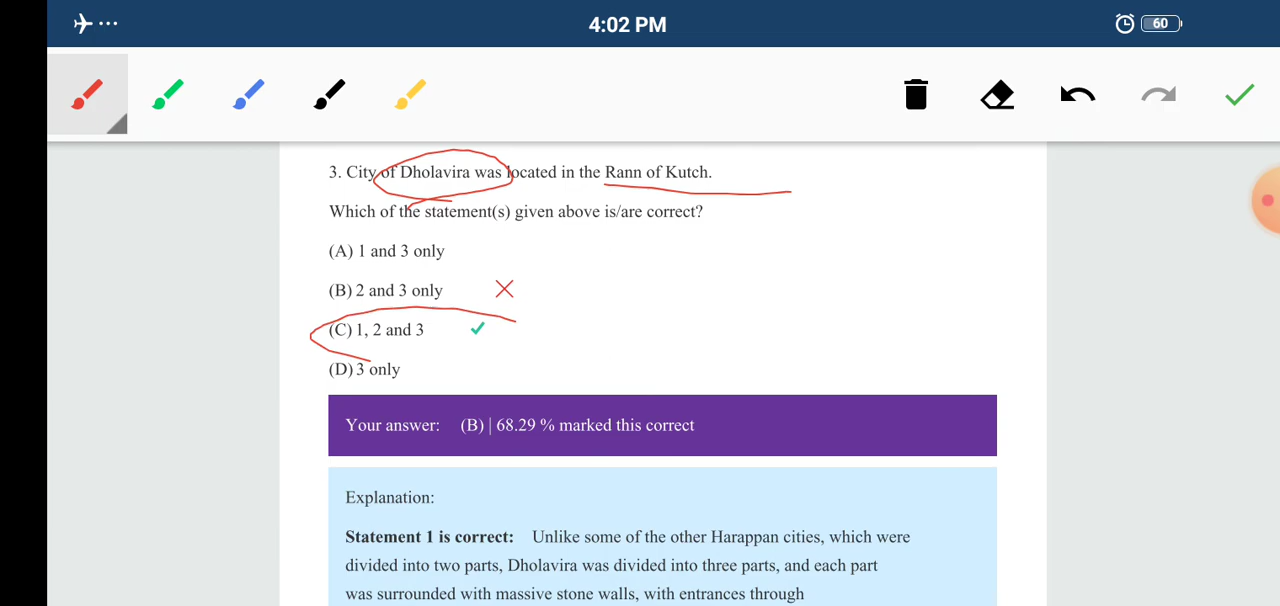 4:02 PM
60
3. City of Dholavira was located in the Rann of Kutch.
Which of the statement(s) given above is/are correct?
(A) 1 and 3 only
(B) 2 and 3 only
(C) 1, 2 and 3
(D) 3 only
Your answer: (B) | 68.29 % marked this correct
Explanation:
Statement 1 is correct: Unlike some of the other Harappan cities, which were
divided into two parts, Dholavira was divided into three parts, and each part
was surrounded with massive stone walls, with entrances through